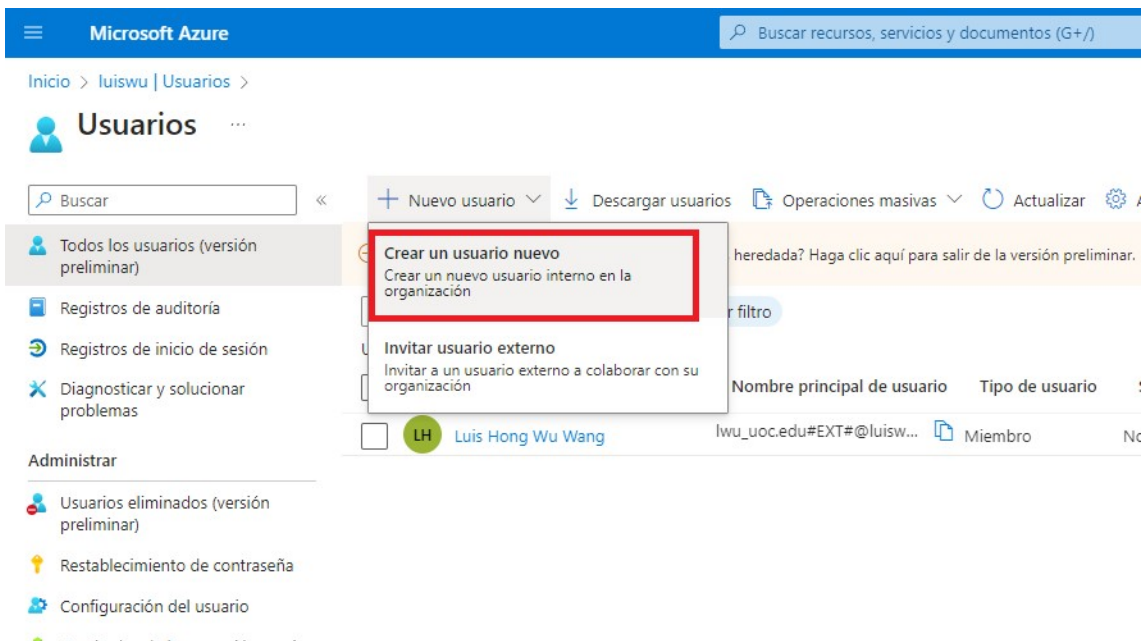 Microsoft Azure
Buscar recursos, servicios y documentos (G+/)
Inicio > luiswu | Usuarios >
Usuarios ...
Buscar
«
Nuevo usuario
Descargar usuarios
Operaciones masivas
Actualizar
Todos los usuarios (versión
preliminar)
Registros de auditoría
Registros de inicio de sesión
Diagnosticar y solucionar
problemas
Administrar
Usuarios eliminados (versión
preliminar)
Restablecimiento de contraseña
Configuración del usuario
Crear un usuario nuevo
Crear un nuevo usuario interno en la
organización
Invitar usuario externo
Invitar a un usuario externo a colaborar con su
organización
heredada? Haga clic aquí para salir de la versión preliminar.
filtro
Nombre principal de usuario
Tipo de usuario
LH
Luis Hong Wu Wang
lwu_uoc.edu#EXT#@luisw...
Miembro